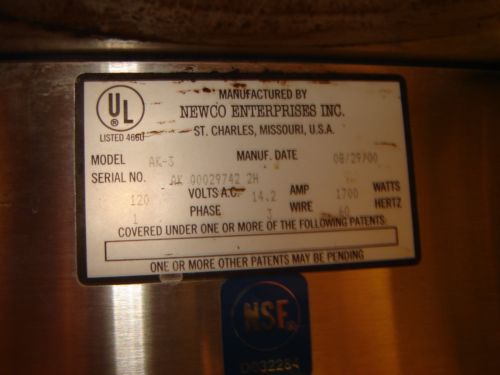 MANUFACTURED BY
NEWCO ENTERPRISES INC.
ST. CHARLES, MISSOURI, U.S.A.
UL ®
LISTED 466U
MODEL AK-3 MANUF. DATE 08/29/00
SERIAL NO. AK 00029742 2H
120 VOLTS A.C. 14.2 AMP 1700 WATTS
1 PHASE 3 WIRE 60 HERTZ
COVERED UNDER ONE OR MORE OF THE FOLLOWING PATENTS
ONE OR MORE OTHER PATENTS MAY BE PENDING
NSF®